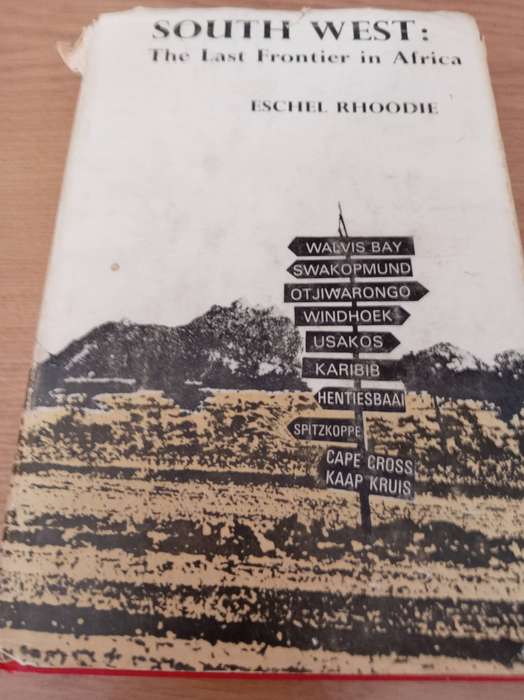 SOUTH WEST:
The Last Frontier in Africa
ESCHEL RHOODIE
WALVIS BAY
SWAKOPMUND
OTJIWARONGO
WINDHOEK
USAKOS
KARIBIB
HENTIESBAAI
SPITZKOPPE
CAPE CROSS
KAAP KRUIS